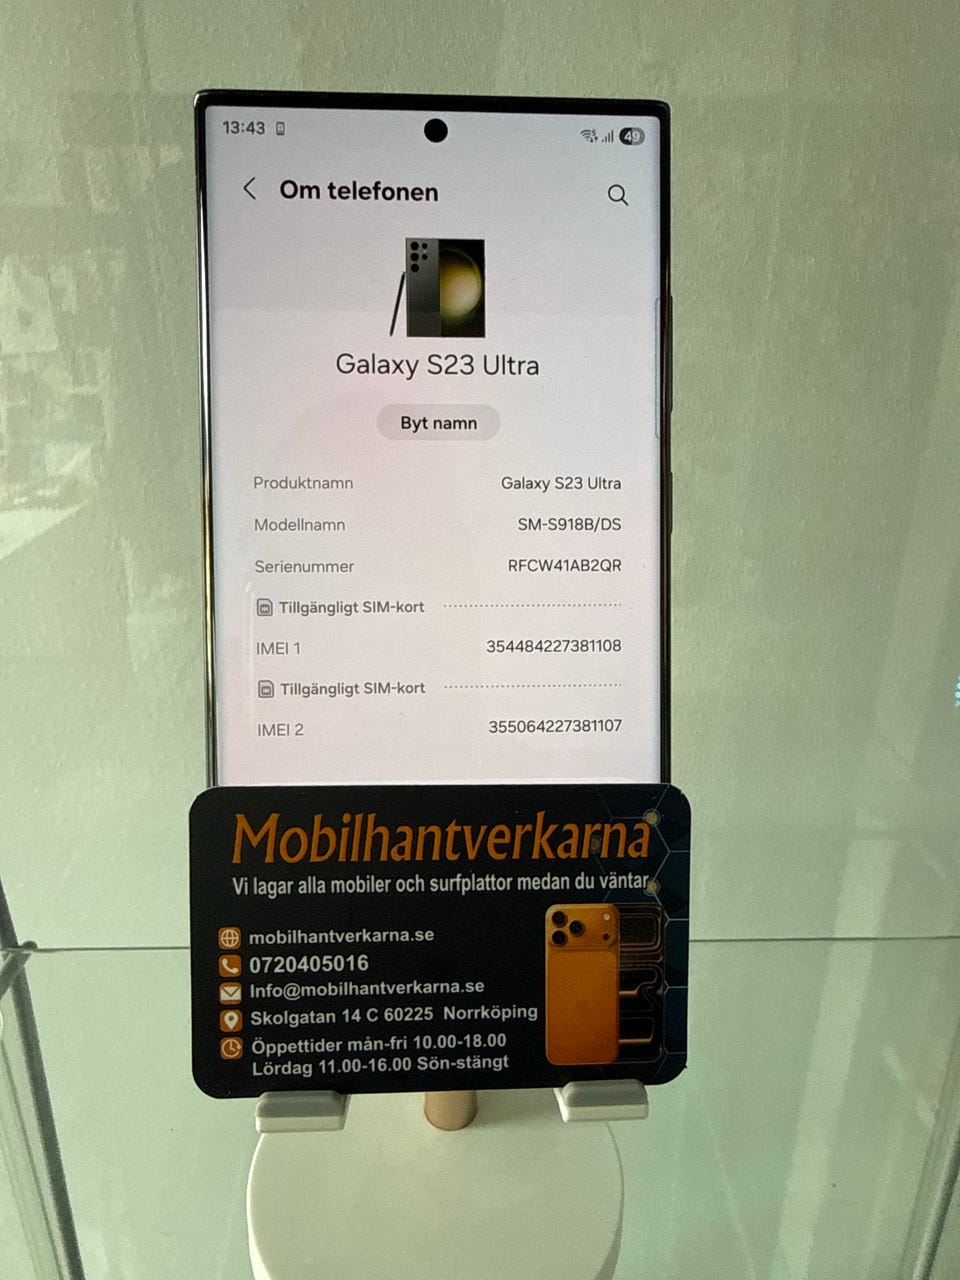 13:43 49
Om telefonen
Galaxy S23 Ultra
Byt namn
Produktnamn Galaxy S23 Ultra
Modellnamn SM-S918B/DS
Serienummer RFCW41AB2QR
Tillgängligt SIM-kort
IMEI 1 354484227381108
Tillgängligt SIM-kort
IMEI 2 355064227381107
Mobilhantverkarna
Vi lagar alla mobiler och surfplattor medan du väntar
mobilhantverkarna.se
0720405016
Info@mobilhantverkarna.se
Skolgatan 14 C 60225 Norrköping
Öppettider mån-fri 10.00-18.00
Lördag 11.00-16.00 Sön-stängt